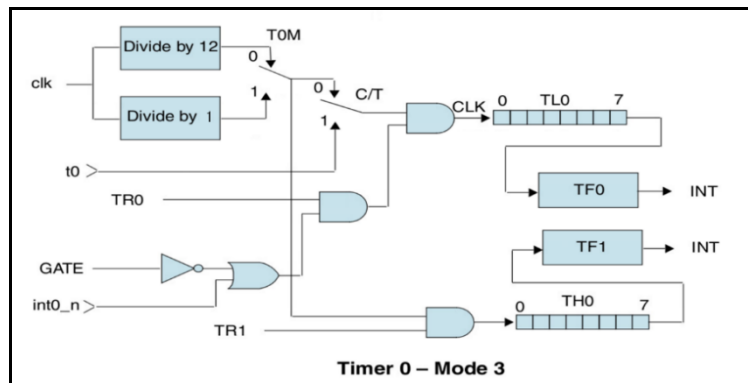 T0M
Divide by 12
0
clk
1
Divide by 1
C/T
0
1
CLK
0 TL0 7
t0
TR0
TF0 INT
TF1 INT
GATE
int0_n
TR1
0 TH0 7
Timer 0 – Mode 3